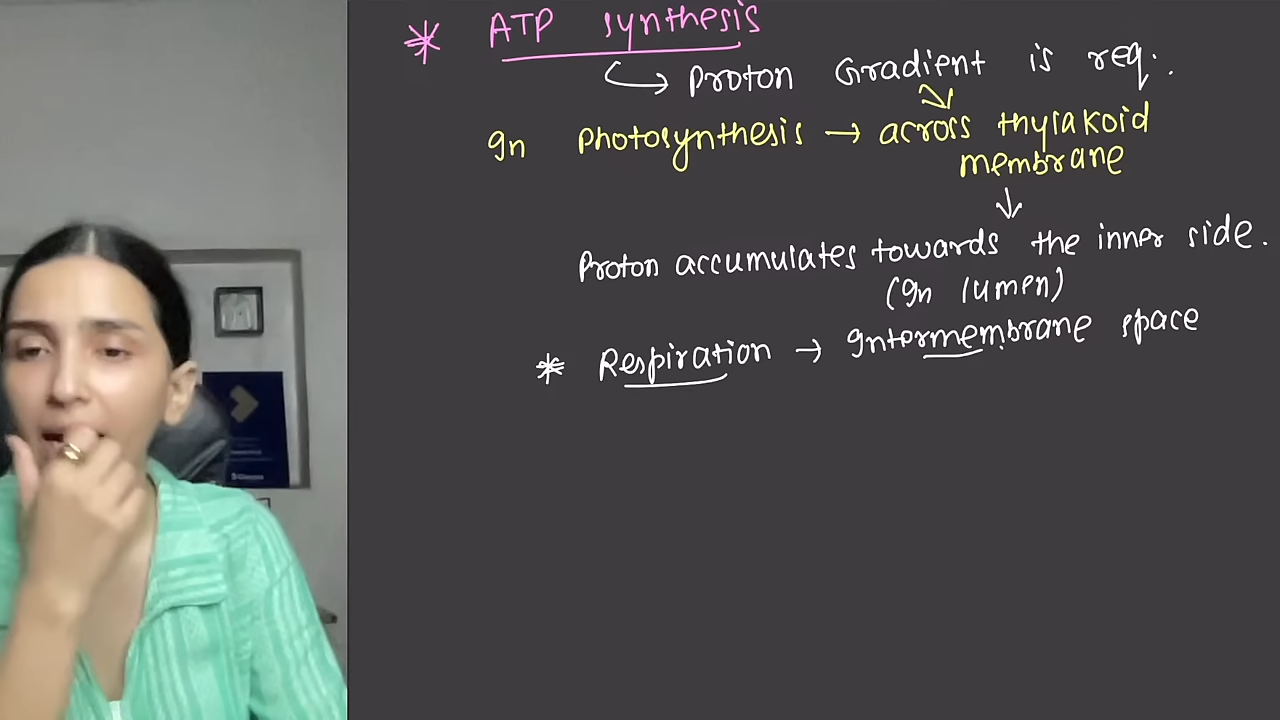 * ATP synthesis
↳ Proton Gradient is req.
In Photosynthesis → across thylakoid
membrane
Proton accumulates towards the inner side.
(In lumen)
* Respiration → Intermembrane space